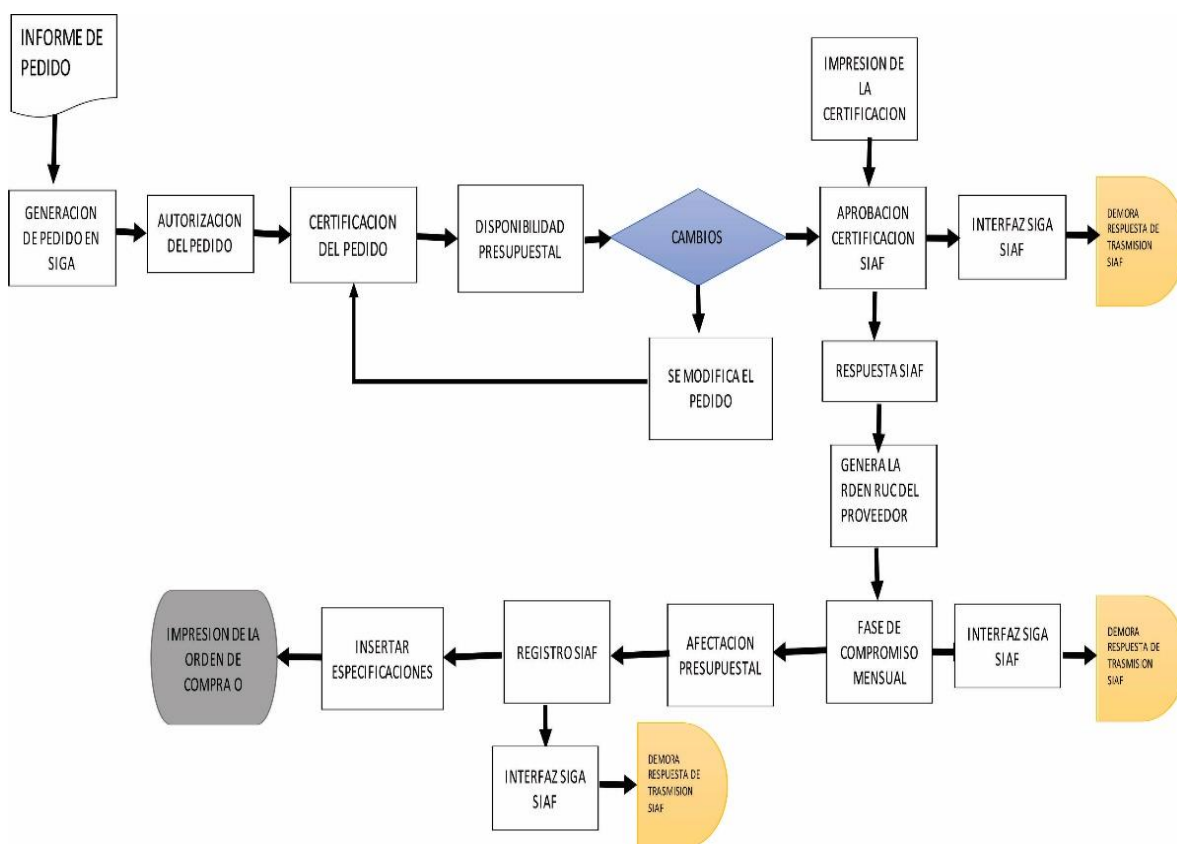 INFORME DE
PEDIDO
IMPRESION DE
LA
CERTIFICACION
GENERACION
DE PEDIDO EN
SIGA
AUTORIZACION
DEL PEDIDO
CERTIFICACION
DEL PEDIDO
DISPONIBILIDAD
PRESUPUESTAL
CAMBIOS
APROBACION
CERTIFICACION
SIAF
INTERFAZ SIGA
SIAF
DEMORA
RESPUESTA DE
TRASMISION
SIAF
SE MODIFICA EL
PEDIDO
RESPUESTA SIAF
GENERA LA
RDEN RUC DEL
PROVEEDOR
IMPRESION DE LA
ORDEN DE
COMPRA O
INSERTAR
ESPECIFICACIONES
REGISTRO SIAF
AFECTACION
PRESUPUESTAL
FASE DE
COMPROMISO
MENSUAL
INTERFAZ SIGA
SIAF
DEMORA
RESPUESTA DE
TRASMISION
SIAF
INTERFAZ SIGA
SIAF
DEMORA
RESPUESTA DE
TRASMISION
SIAF